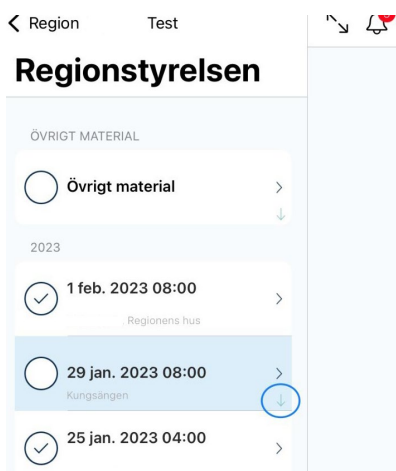 Region Test
Regionstyrelsen
ÖVRIGT MATERIAL
Övrigt material
2023
1 feb. 2023 08:00
, Regionens hus
29 jan. 2023 08:00
Kungsängen
25 jan. 2023 04:00